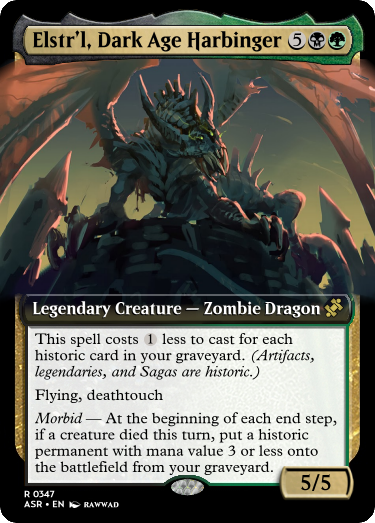 Elstr'l, Dark Age Harbinger 5
Legendary Creature — Zombie Dragon
This spell costs 1 less to cast for each
historic card in your graveyard. (Artifacts,
legendaries, and Sagas are historic.)
Flying, deathtouch
Morbid — At the beginning of each end step,
if a creature died this turn, put a historic
permanent with mana value 3 or less onto
the battlefield from your graveyard.
5/5
R 0347
ASR • EN RAWWAD